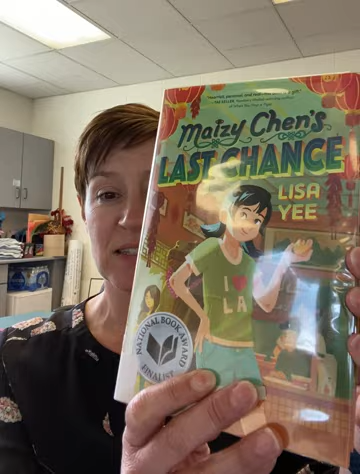 Maizy Chen's
LAST CHANCE
LISA
YEE
I ♥
LA
NATIONAL BOOK AWARD
FINALIST